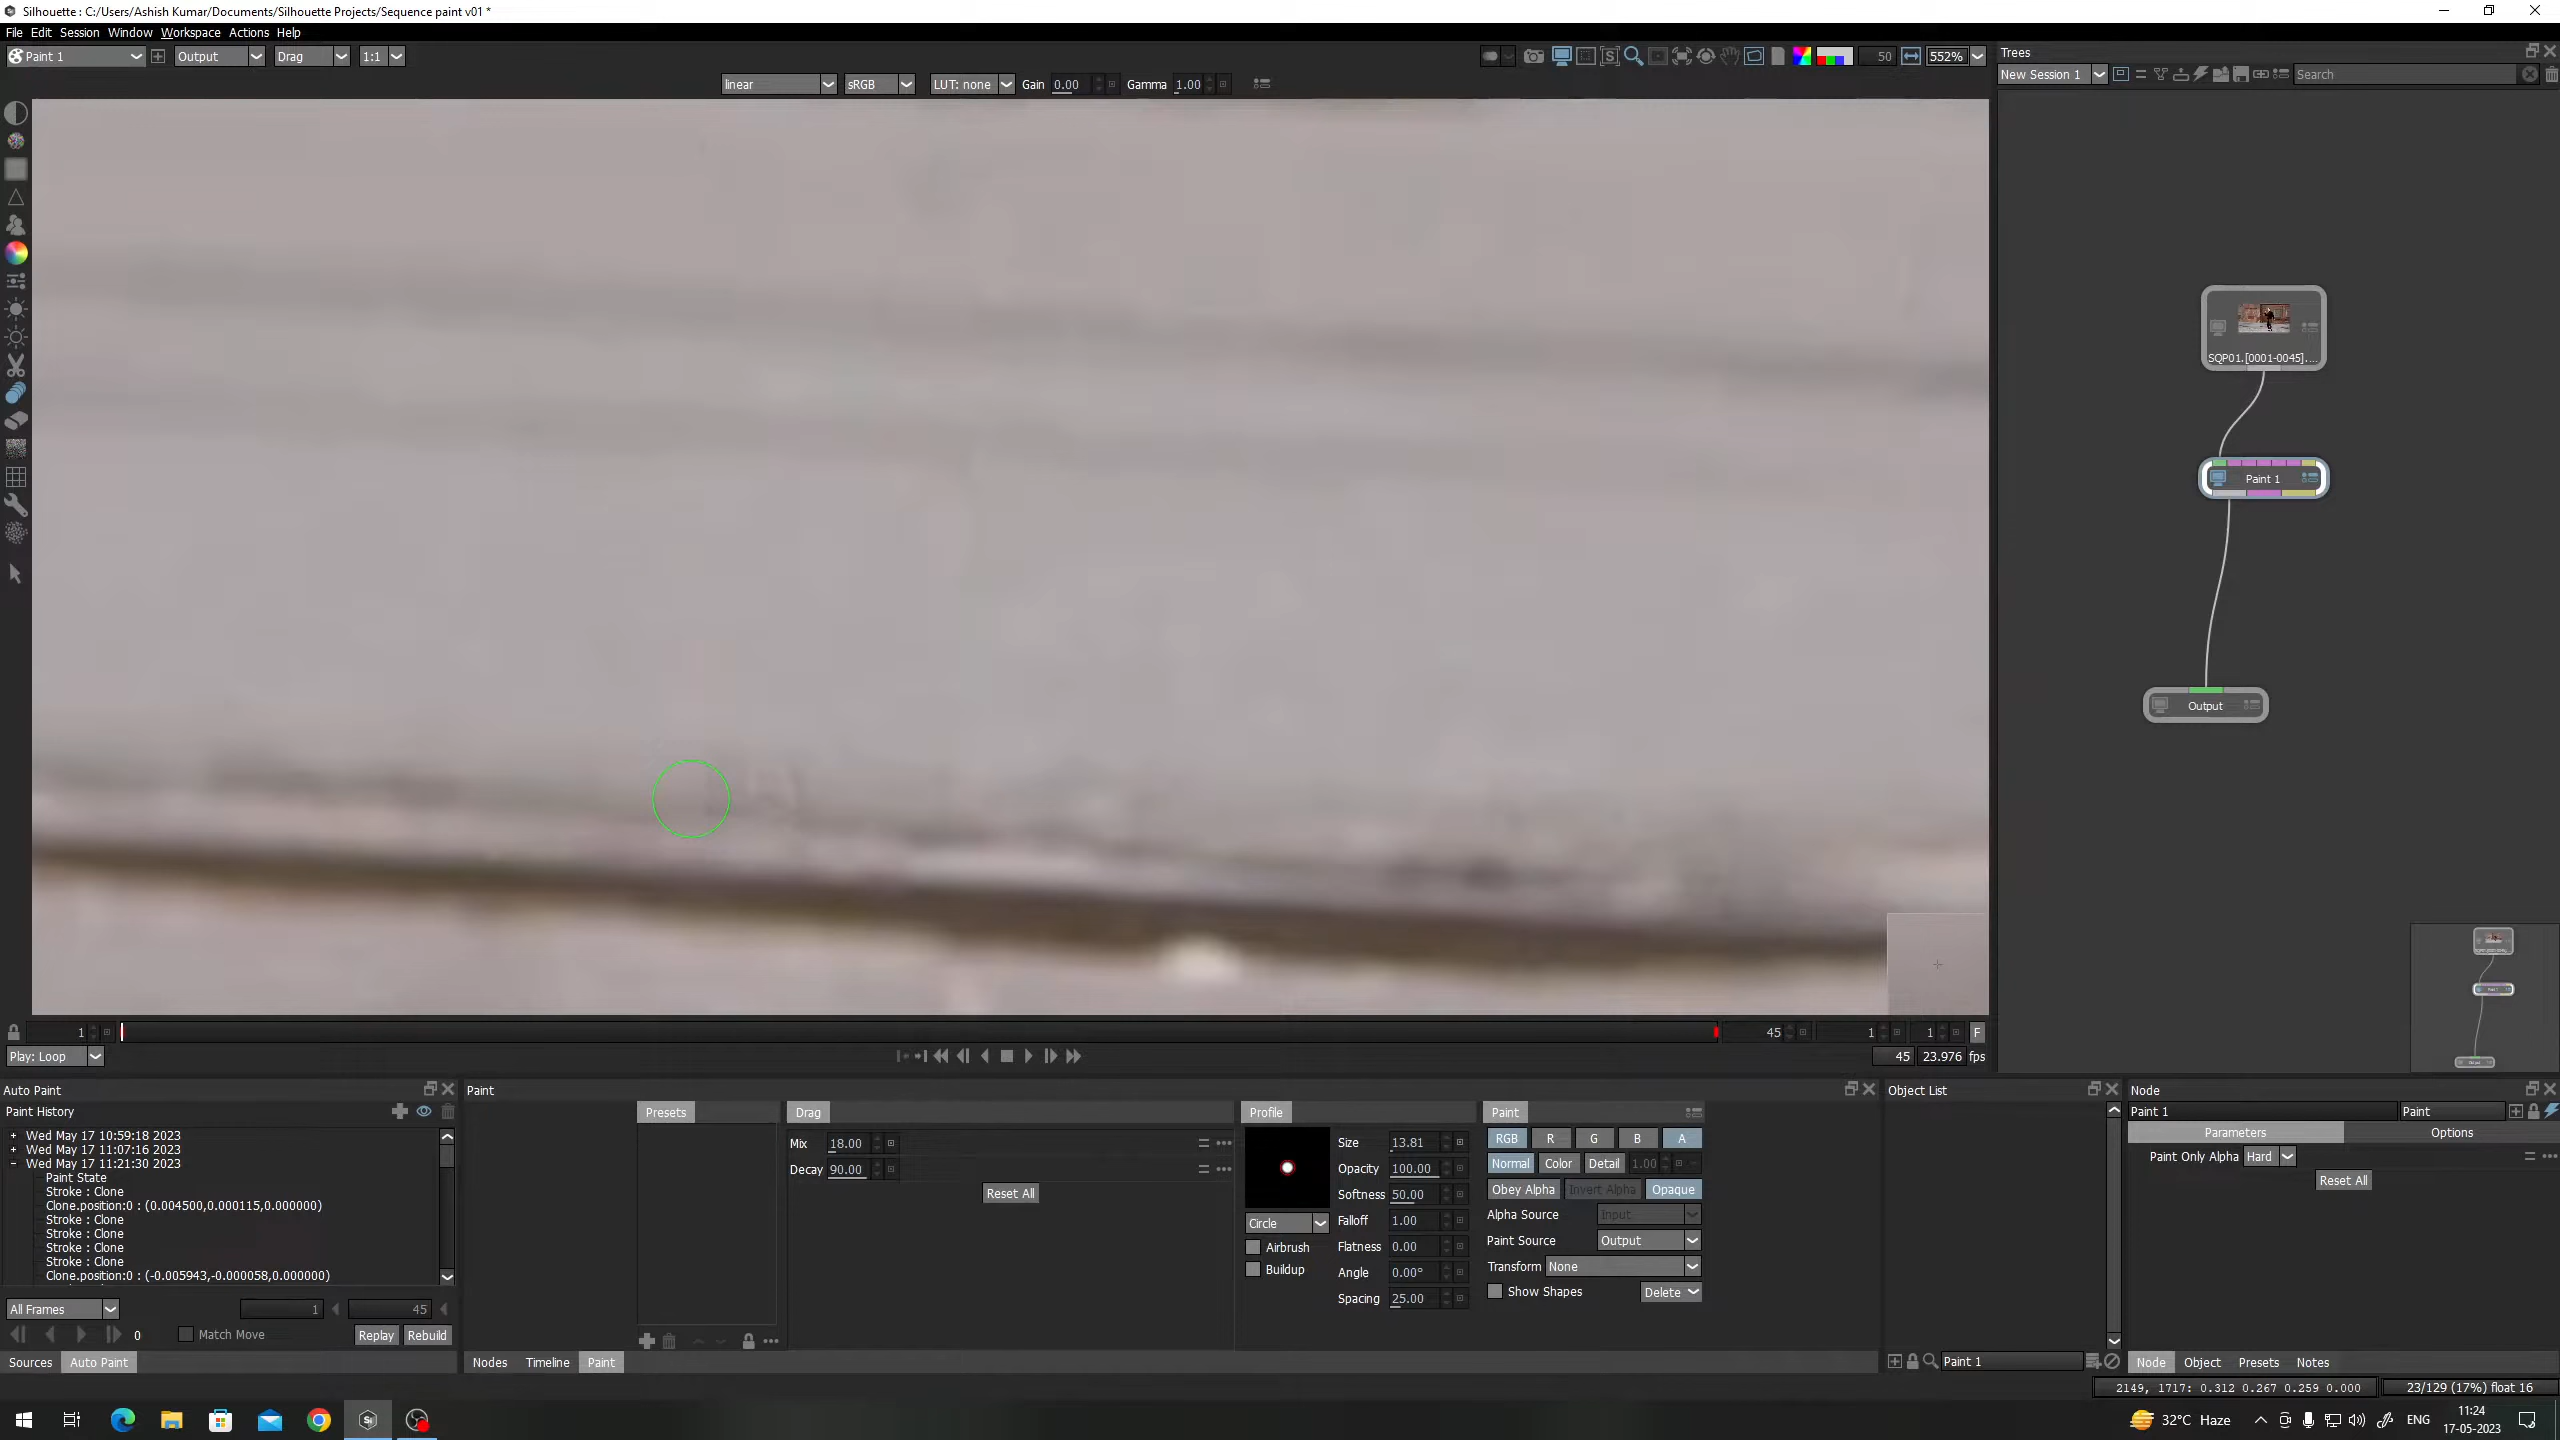 Silhouette : C:/Users/Ashish Kumar/Documents/Silhouette Projects/Sequence paint v01 *
File Edit Session Window Workspace Actions Help
Paint 1 Output Drag 1:1 50 552%
linear sRGB LUT: none Gain 0.00 Gamma 1.00
Trees
New Session 1 Search
SQP01.[0001-0045]....
Paint 1
Output
1 45 1 1 F
Play: Loop 45 23.976 fps
Auto Paint
Paint History
Wed May 17 10:59:18 2023
Wed May 17 11:07:16 2023
Wed May 17 11:21:30 2023
Paint State
Stroke : Clone
Clone.position:0 : (0.004500,0.000115,0.000000)
Stroke : Clone
Stroke : Clone
Stroke : Clone
Stroke : Clone
Clone.position:0 : (-0.005943,-0.000058,0.000000)
All Frames 1 45
0 Match Move Replay Rebuild
Sources Auto Paint
Paint
Presets
Drag
Mix 18.00
Decay 90.00
Reset All
Nodes Timeline Paint
Profile
Circle
Airbrush
Buildup
Size 13.81
Opacity 100.00
Softness 50.00
Falloff 1.00
Flatness 0.00
Angle 0.00°
Spacing 25.00
Paint
RGB R G B A
Normal Color Detail 1.00
Obey Alpha Invert Alpha Opaque
Alpha Source Input
Paint Source Output
Transform None
Show Shapes Delete
Object List
Paint 1
Node
Paint 1 Paint
Parameters Options
Paint Only Alpha Hard
Reset All
Node Object Presets Notes
2149, 1717: 0.312 0.267 0.259 0.000 23/129 (17%) float 16
32°C Haze ENG 11:24
17-05-2023